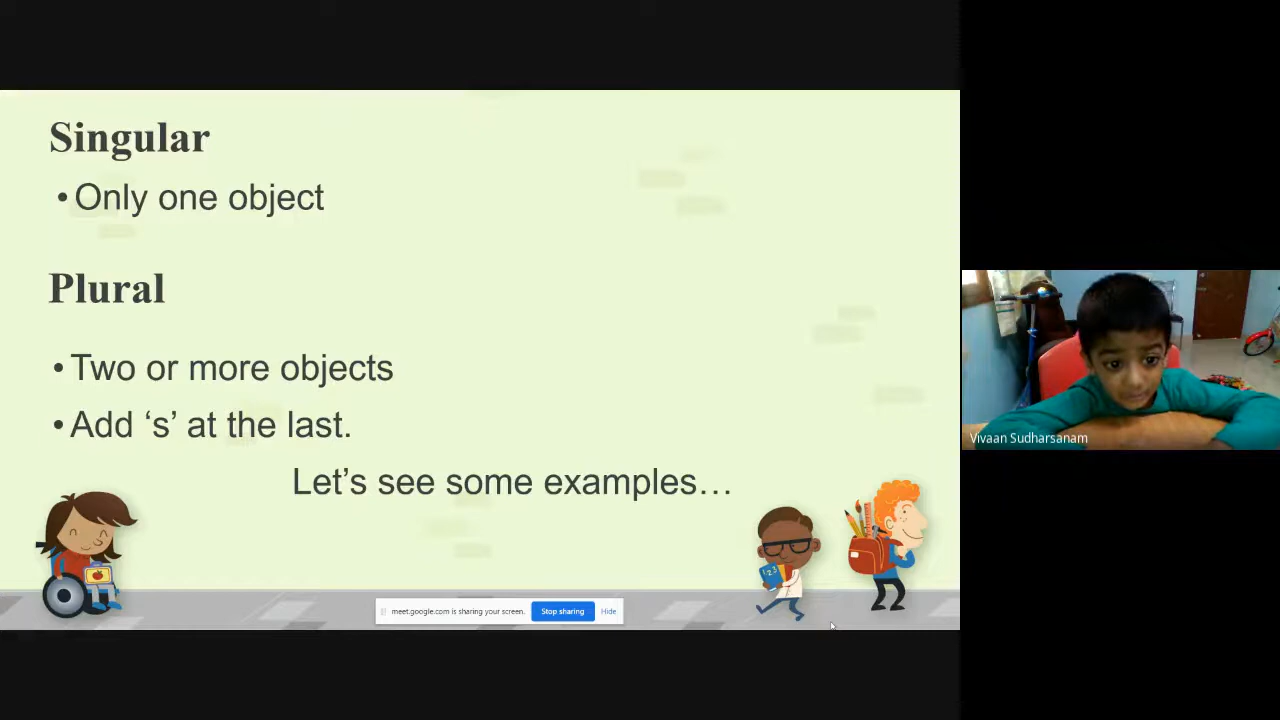 Singular
• Only one object
Plural
• Two or more objects
• Add ‘s’ at the last.
Let’s see some examples…
meet.google.com is sharing your screen. Stop sharing Hide
Vivaan Sudharsanam